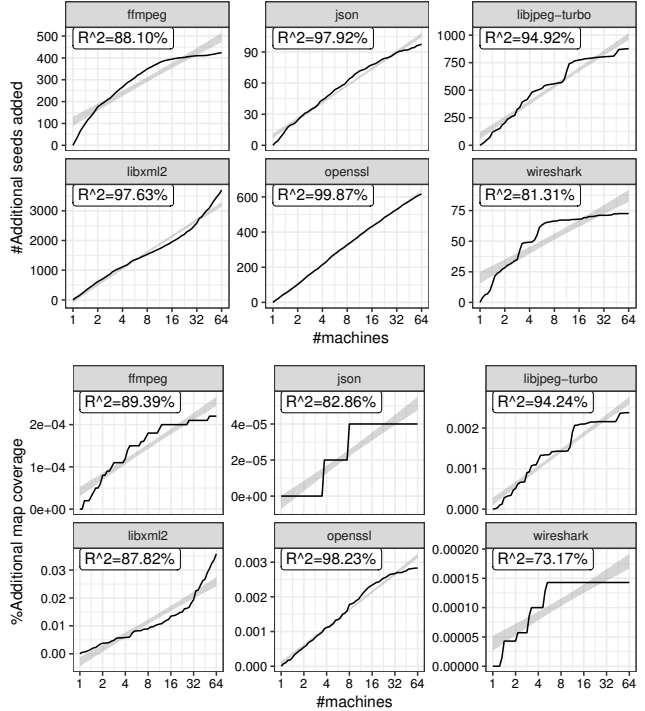 ffmpeg json libjpeg−turbo
R^2=88.10% R^2=97.92% R^2=94.92%
500 400 300 200 100 0
90 60 30 0
1000 750 500 250 0
#Additional seeds added
libxml2 openssl wireshark
R^2=97.63% R^2=99.87% R^2=81.31%
3000 2000 1000 0
600 400 200 0
75 50 25 0
1 2 4 8 16 32 64 1 2 4 8 16 32 64 1 2 4 8 16 32 64
#machines
ffmpeg json libjpeg−turbo
R^2=89.39% R^2=82.86% R^2=94.24%
2e−04 1e−04 0e+00
4e−05 2e−05 0e+00
0.002 0.001 0.000
%Additional map coverage
libxml2 openssl wireshark
R^2=87.82% R^2=98.23% R^2=73.17%
0.03 0.02 0.01 0.00
0.003 0.002 0.001 0.000
0.00020 0.00015 0.00010 0.00005 0.00000
1 2 4 8 16 32 64 1 2 4 8 16 32 64 1 2 4 8 16 32 64
#machines